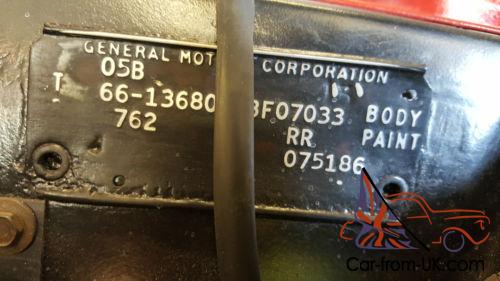 GENERAL MOT CORPORATION
05B
T 66-13680 BF07033 BODY
762 RR PAINT
075186
Car-from-UK.com